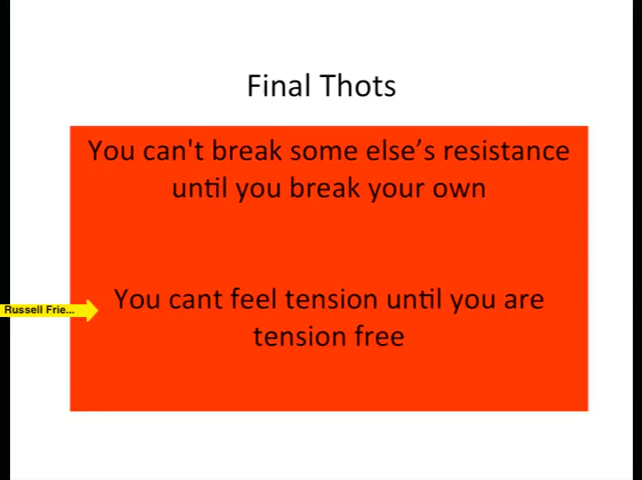 Final Thots
You can't break some else’s resistance
until you break your own
Russell Frie...
You cant feel tension until you are
tension free